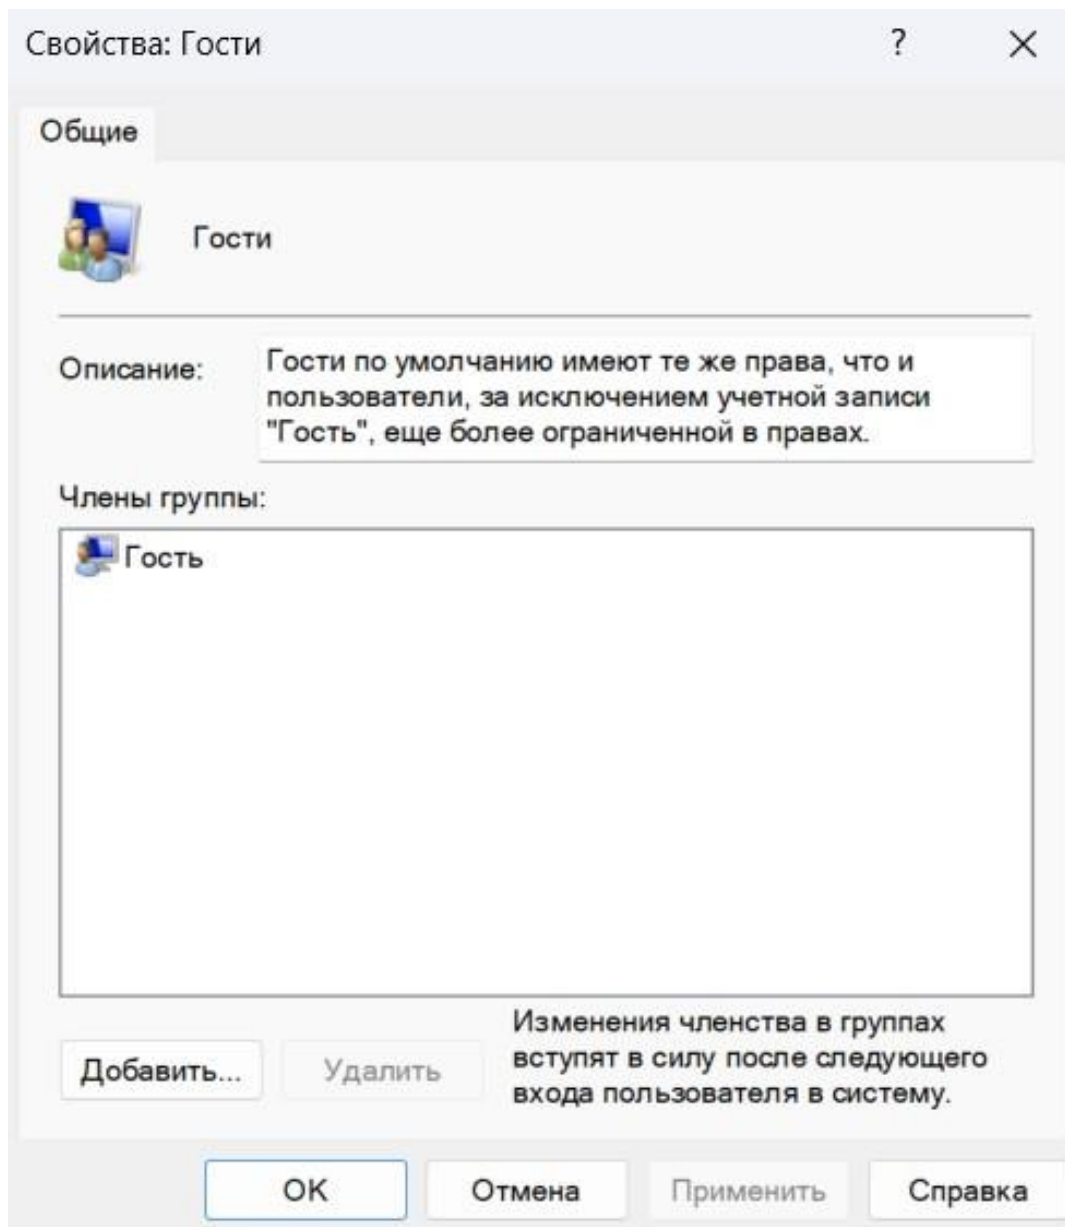 Свойства: Гости
?
Общие
Гости
Описание:
Гости по умолчанию имеют те же права, что и
пользователи, за исключением учетной записи
"Гость", еще более ограниченной в правах.
Члены группы:
Гость
Изменения членства в группах
вступят в силу после следующего
входа пользователя в систему.
Добавить...
Удалить
ОК
Отмена
Применить
Справка